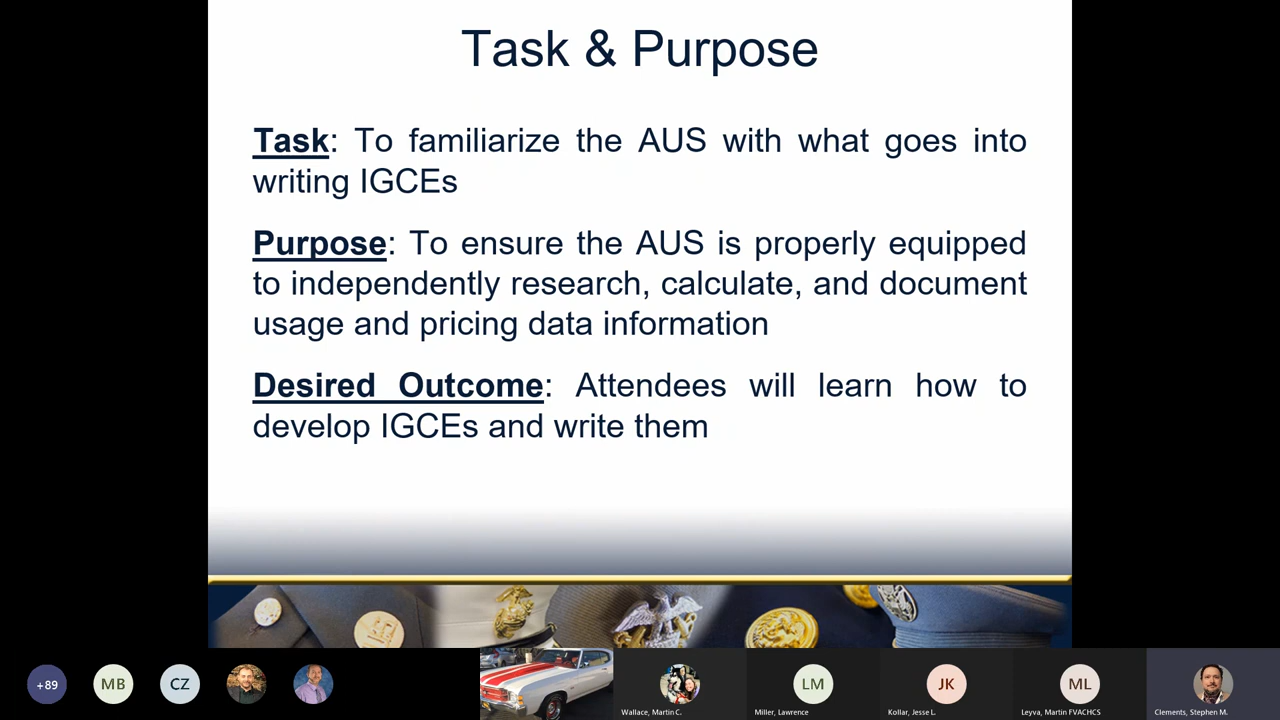 Task & Purpose
Task: To familiarize the AUS with what goes into
writing IGCEs
Purpose: To ensure the AUS is properly equipped
to independently research, calculate, and document
usage and pricing data information
Desired Outcome: Attendees will learn how to
develop IGCEs and write them
+89
MB
CZ
LM
JK
ML
Wallace, Martin C.
Miller, Lawrence
Kollar, Jesse L.
Leyva, Martin FVACHCS
Clements, Stephen M.